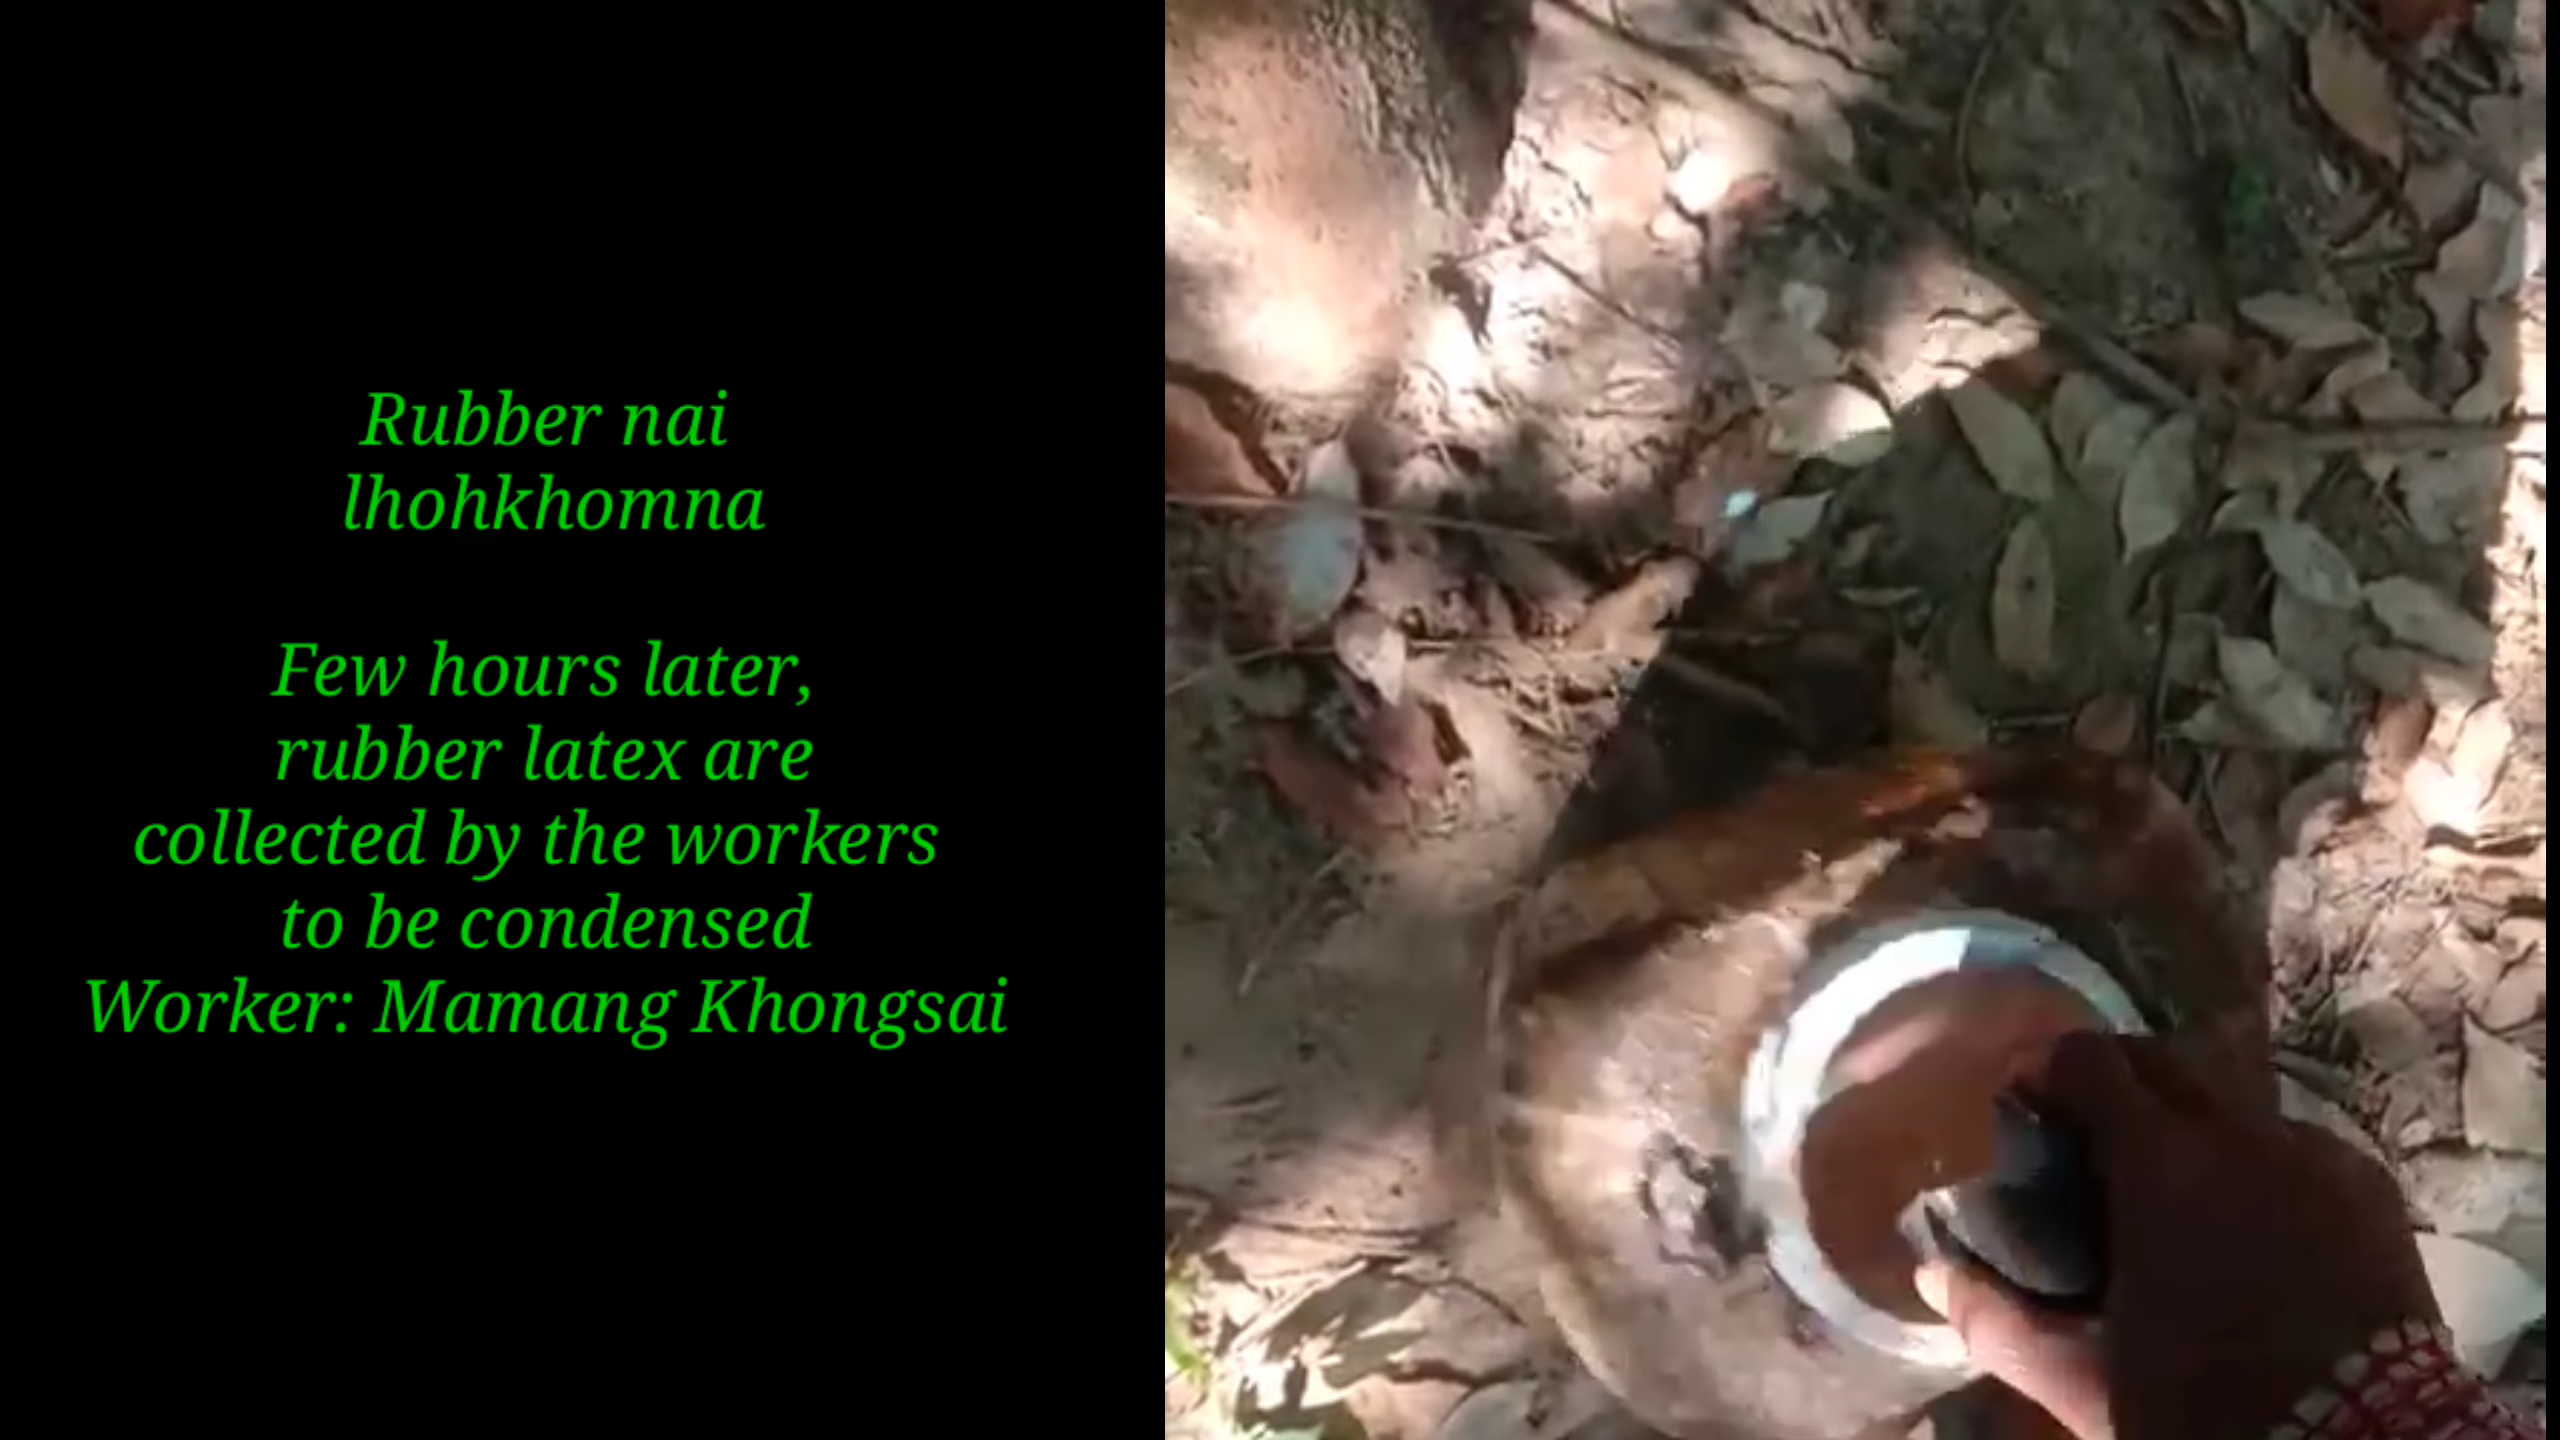 Rubber nai
lhohkhomna
Few hours later,
rubber latex are
collected by the workers
to be condensed
Worker: Mamang Khongsai